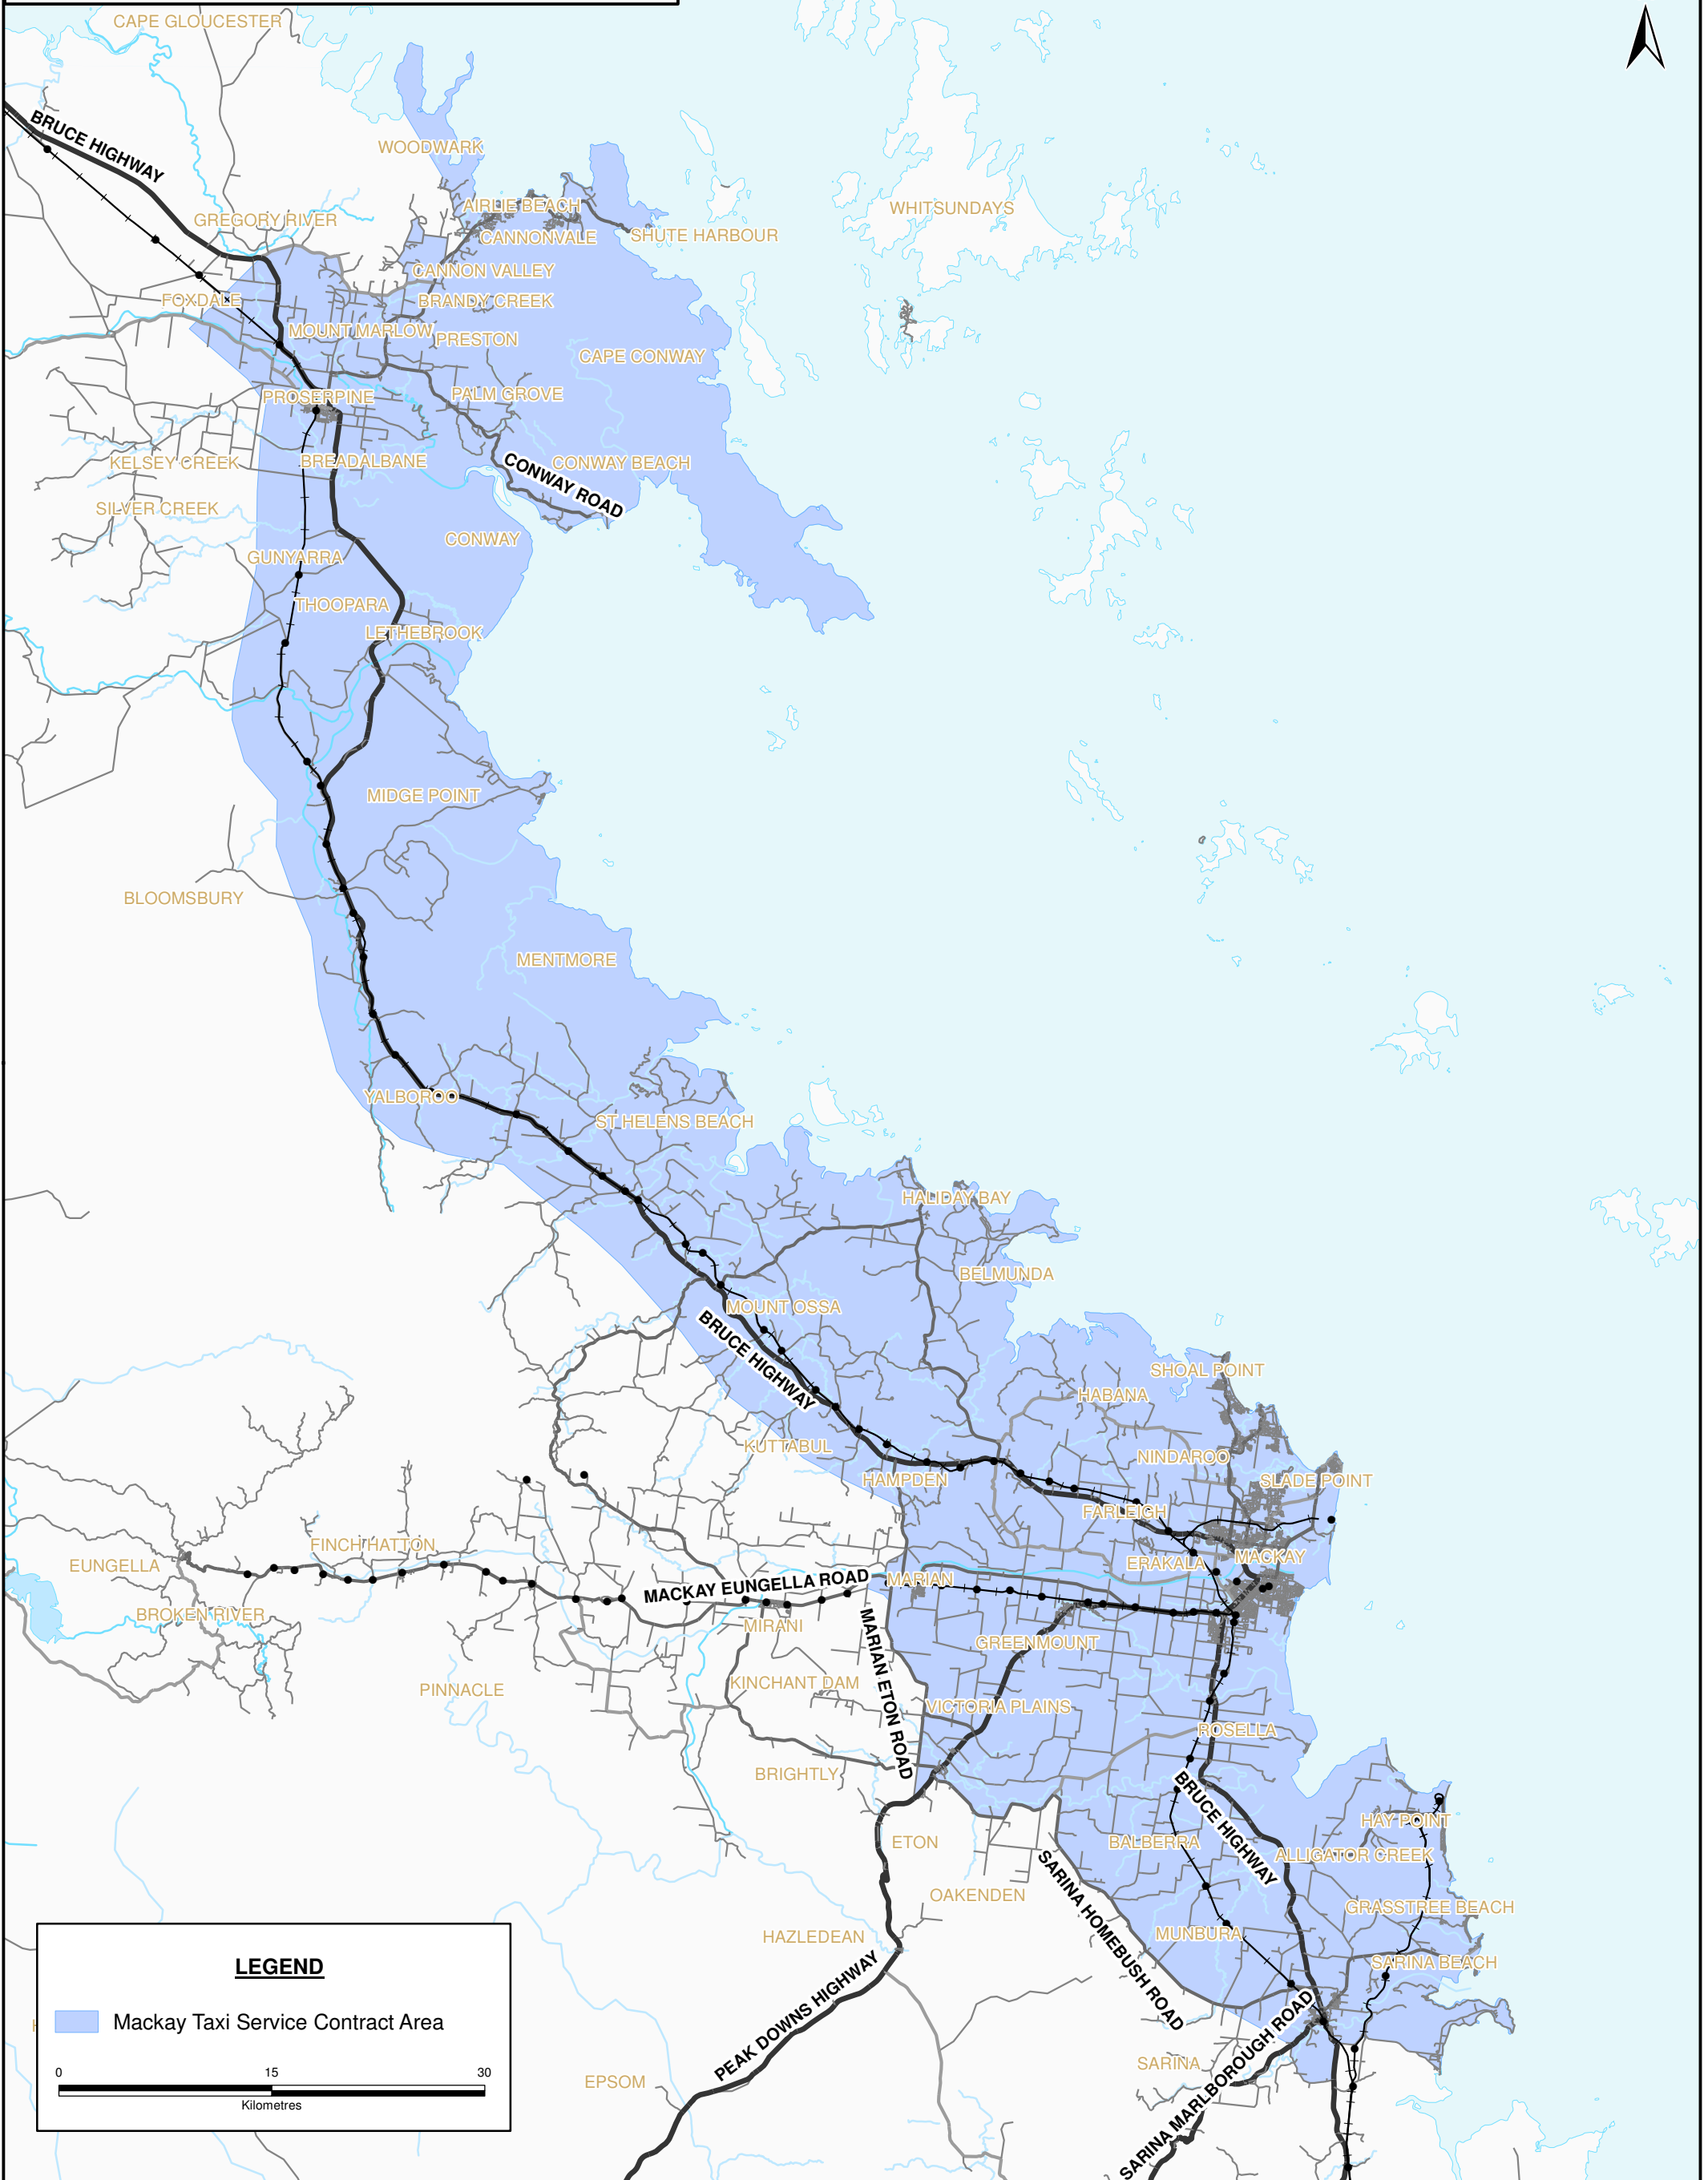 CAPE GLOUCESTER
BRUCE HIGHWAY
WOODWARK
AIRLIE BEACH
WHITSUNDAYS
GREGORY RIVER
CANNONVALE
SHUTE HARBOUR
CANNON VALLEY
FOXDALE
BRANDY CREEK
MOUNT MARLOW
PRESTON
CAPE CONWAY
PROSERPINE
PALM GROVE
KELSEY CREEK
BREADALBANE
CONWAY ROAD
CONWAY BEACH
SILVER CREEK
CONWAY
GUNYARRA
THOOPARA
LETHEBROOK
MIDGE POINT
BLOOMSBURY
MENTMORE
YALBOROO
ST HELENS BEACH
HALIDAY BAY
BELMUNDA
MOUNT OSSA
BRUCE HIGHWAY
SHOAL POINT
HABANA
KUTTABUL
NINDAROO
HAMPDEN
SLADE POINT
FARLEIGH
FINCH HATTON
EUNGELLA
ERAKALA
MACKAY
MACKAY EUNGELLA ROAD
MARIAN
BROKEN RIVER
MIRANI
MARIAN ETON ROAD
GREENMOUNT
PINNACLE
KINCHANT DAM
VICTORIA PLAINS
ROSELLA
BRIGHTLY
BRUCE HIGHWAY
HAY POINT
ETON
BALBERRA
ALLIGATOR CREEK
SARINA HOMEBUSH ROAD
OAKENDEN
GRASSTREE BEACH
HAZLEDEAN
MUNBURA
SARINA BEACH
PEAK DOWNS HIGHWAY
SARINA MARLBOROUGH ROAD
SARINA
EPSOM
LEGEND
Mackay Taxi Service Contract Area
0 15 30
Kilometres